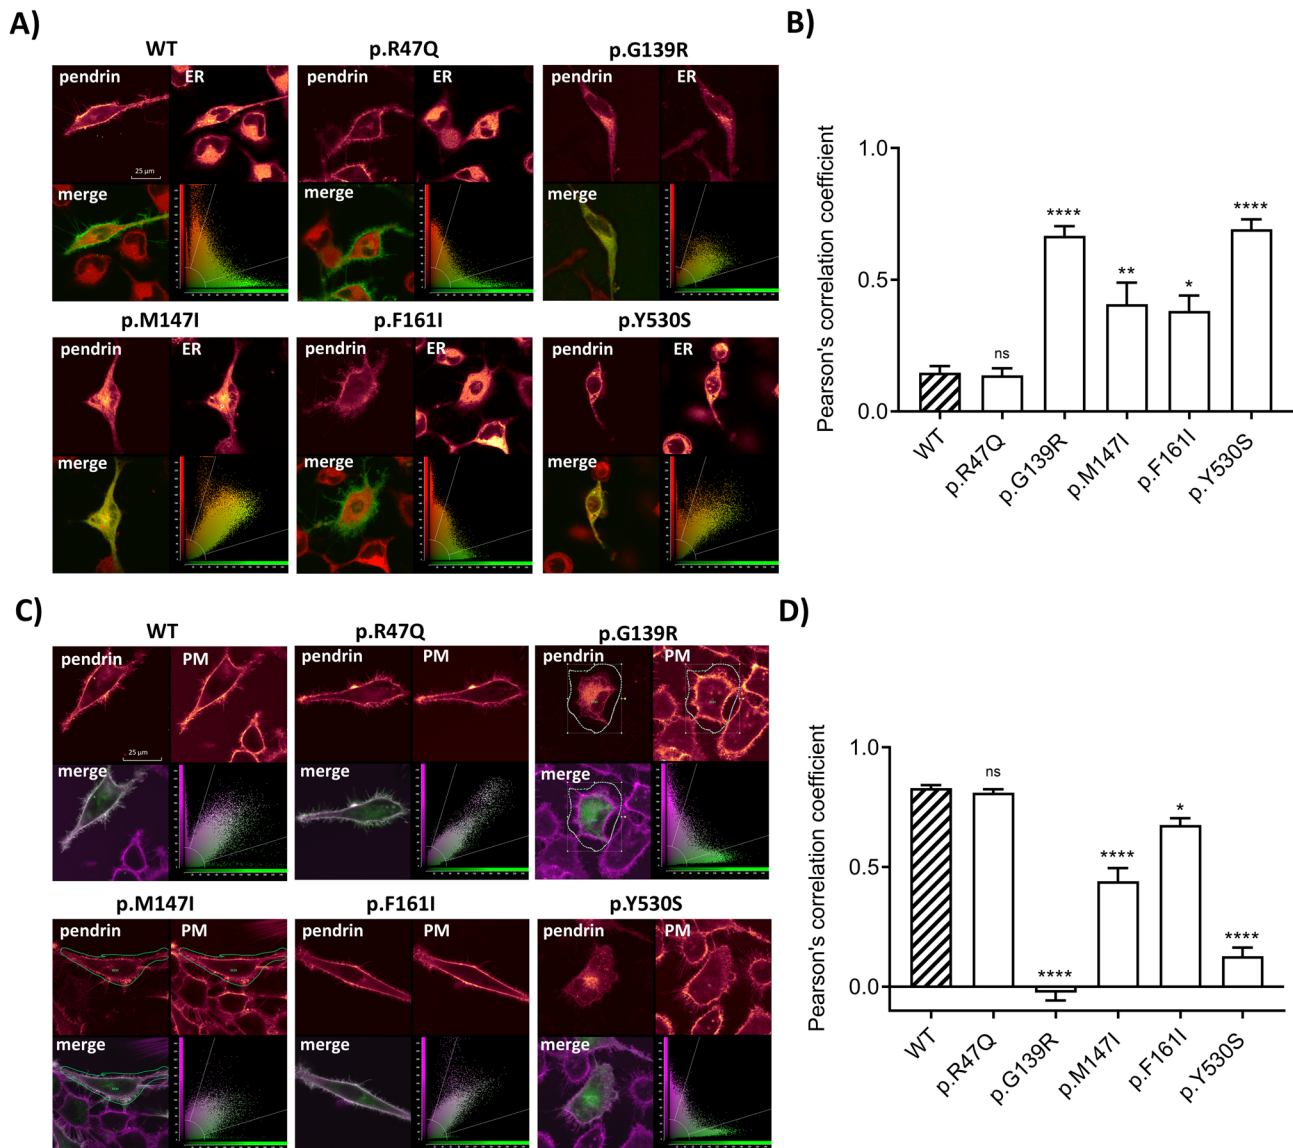 A)
WT
p.R47Q
p.G139R
pendrin
ER
pendrin
ER
pendrin
ER
25 µm
merge
merge
merge
p.M147I
p.F161I
p.Y530S
pendrin
ER
pendrin
ER
pendrin
ER
merge
merge
merge
B)
Pearson's correlation coefficient
1.0
0.5
0.0
ns
****
**
*
****
WT
p.R47Q
p.G139R
p.M147I
p.F161I
p.Y530S
C)
WT
p.R47Q
p.G139R
pendrin
PM
pendrin
PM
pendrin
PM
25 µm
merge
merge
merge
p.M147I
p.F161I
p.Y530S
pendrin
PM
pendrin
PM
pendrin
PM
merge
merge
merge
D)
Pearson's correlation coefficient
1.0
0.5
0.0
ns
****
****
*
****
WT
p.R47Q
p.G139R
p.M147I
p.F161I
p.Y530S